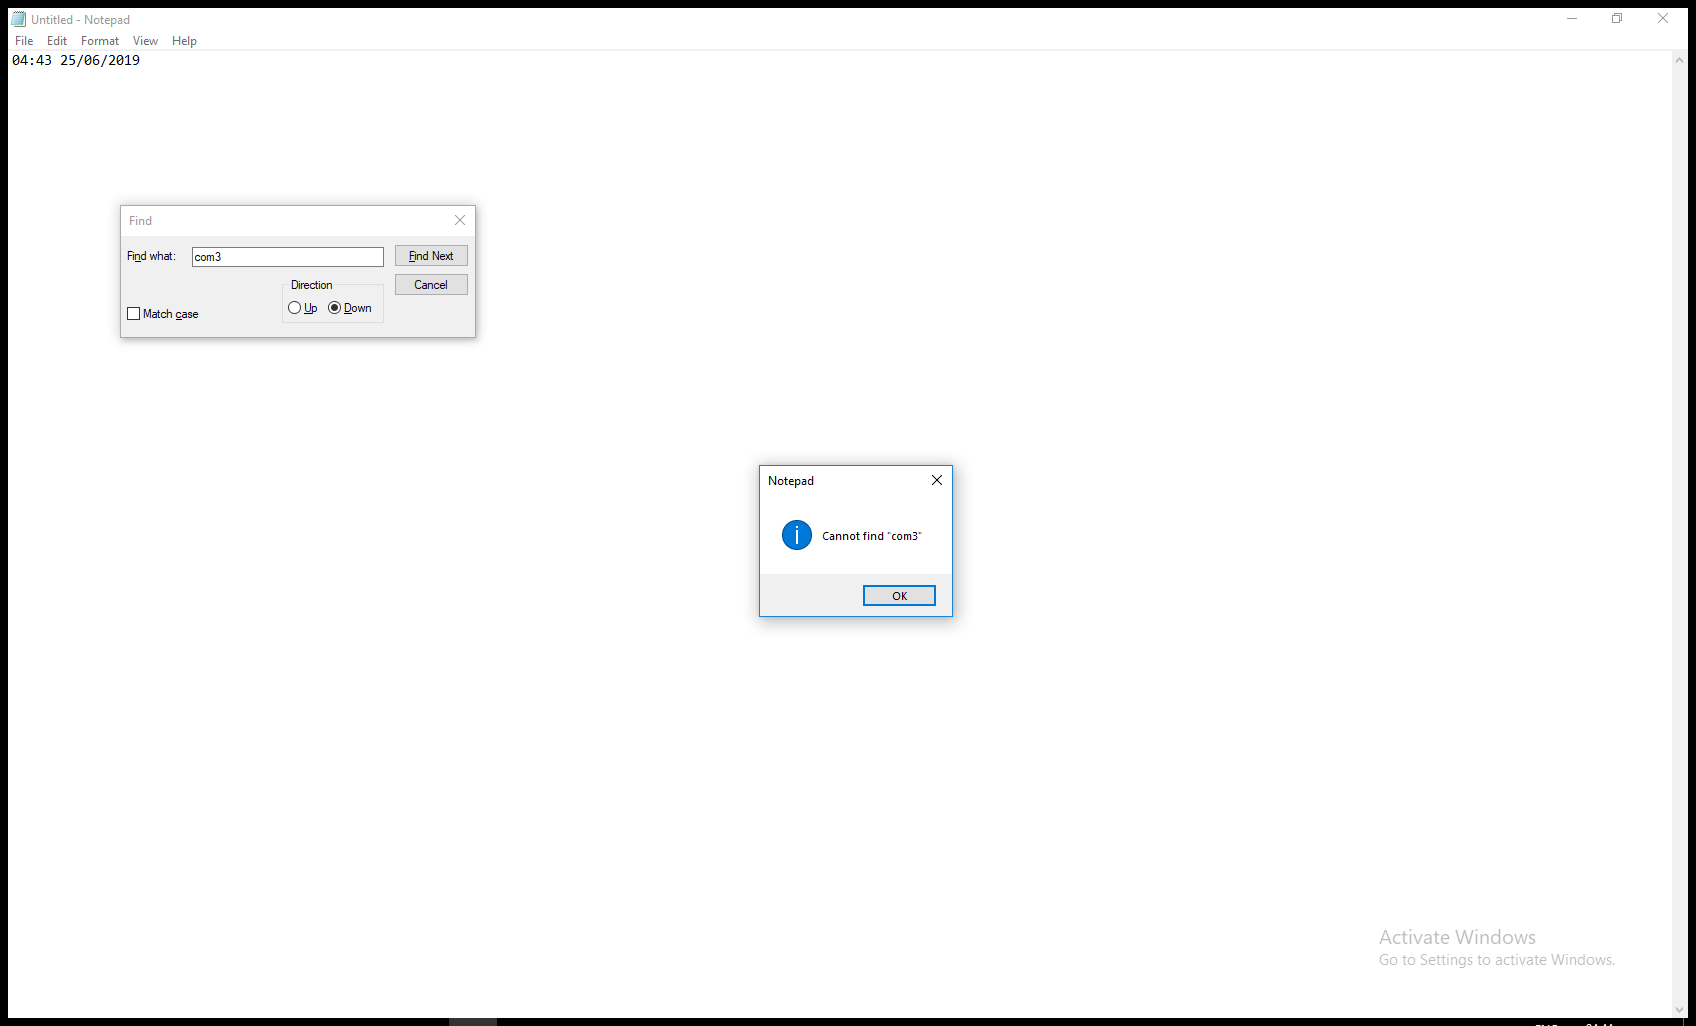 Untitled - Notepad
File Edit Format View Help
04:43 25/06/2019
Find
Find what: com3 Find Next
Direction Cancel
Up Down
Match case
Notepad
Cannot find "com3"
OK
Activate Windows
Go to Settings to activate Windows.